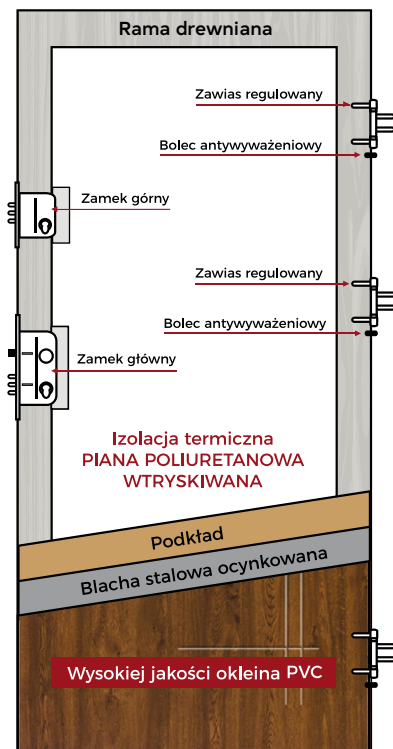 Rama drewniana
Zawias regulowany
Bolec antywyważeniowy
Zamek górny
Zawias regulowany
Bolec antywyważeniowy
Zamek główny
Izolacja termiczna
PIANA POLIURETANOWA
WTRYSKIWANA
Podkład
Blacha stalowa ocynkowana
Wysokiej jakości okleina PVC